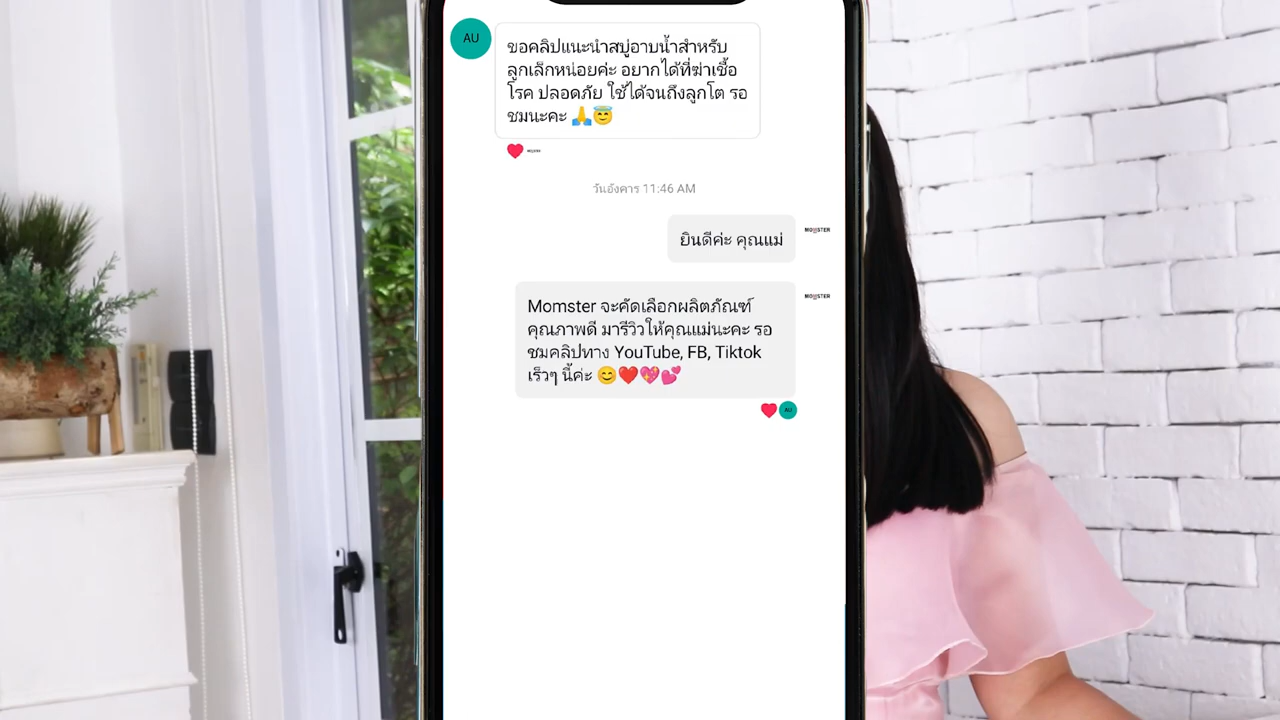 AU
ขอคลิปแนะนำสบู่อาบน้ำสำหรับ
ลูกเล็กหน่อยค่ะ อยากได้ที่ฆ่าเชื้อ
โรค ปลอดภัย ใช้ได้จนถึงลูกโต รอ
ชมนะคะ 🙏😇
วันอังคาร 11:46 AM
ยินดีค่ะ คุณแม่
MOMSTER
Momster จะคัดเลือกผลิตภัณฑ์
คุณภาพดี มารีวิวให้คุณแม่นะคะ รอ
ชมคลิปทาง YouTube, FB, Tiktok
เร็วๆ นี้ค่ะ 😊❤️💖💕
MOMSTER
AU